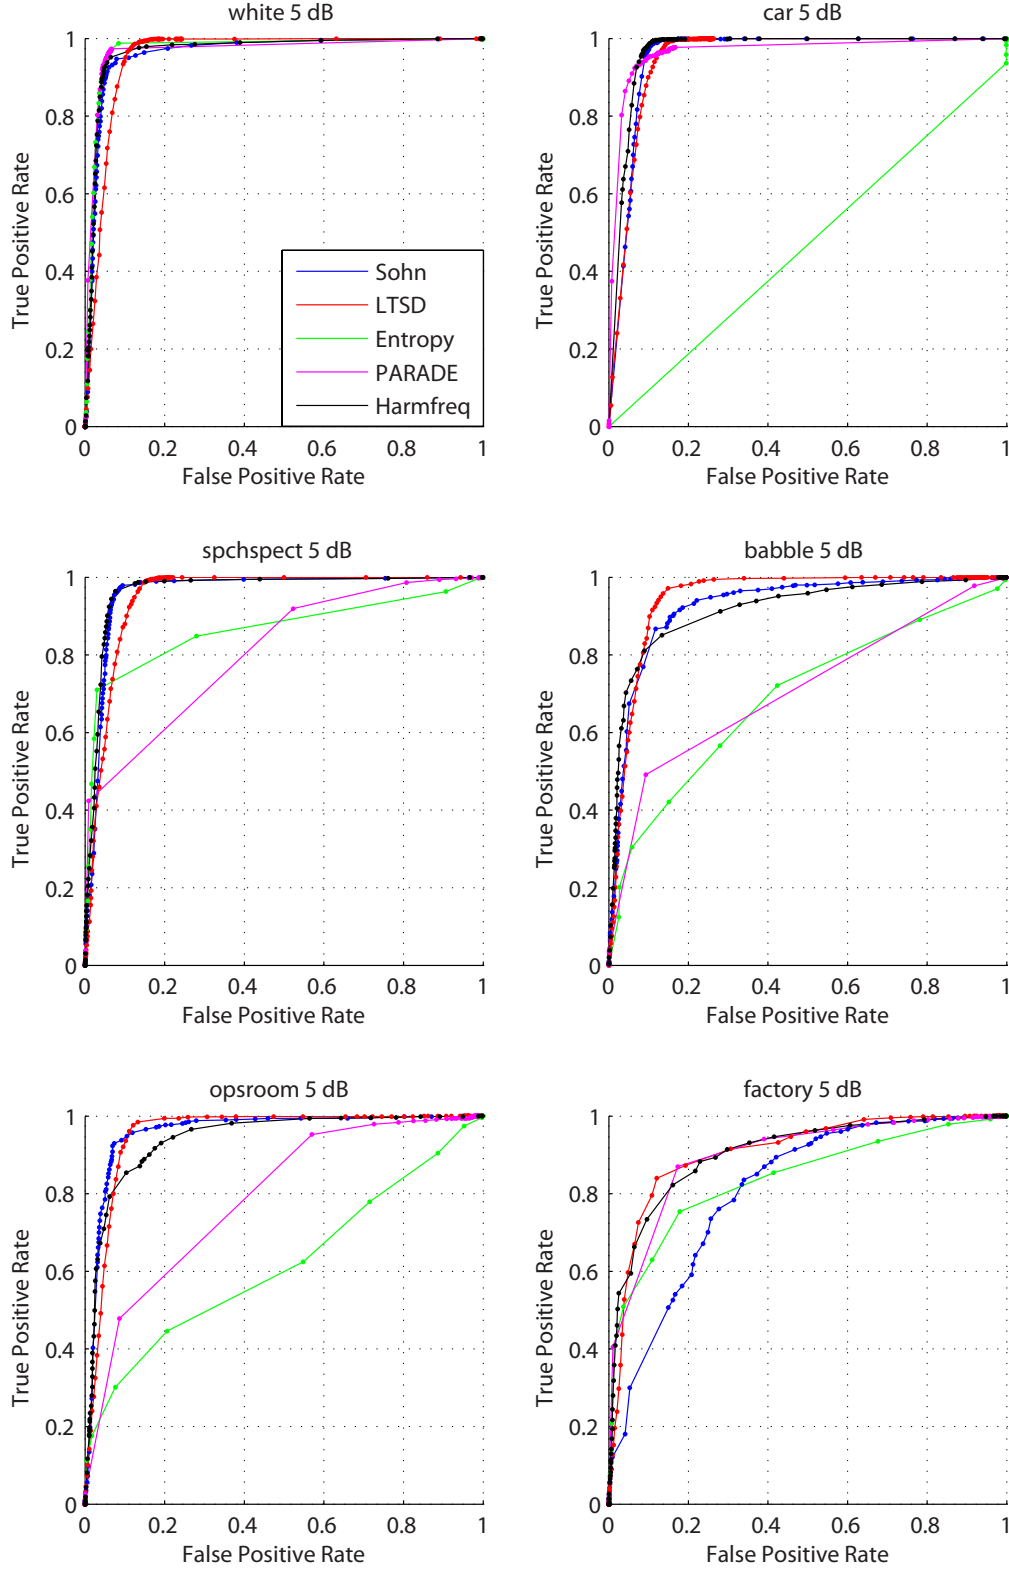 white 5 dB
True Positive Rate
1
0.8
0.6
0.4
0.2
0
0 0.2 0.4 0.6 0.8 1
False Positive Rate
Sohn
LTSD
Entropy
PARADE
Harmfreq
car 5 dB
True Positive Rate
1
0.8
0.6
0.4
0.2
0
0 0.2 0.4 0.6 0.8 1
False Positive Rate
spchspect 5 dB
True Positive Rate
1
0.8
0.6
0.4
0.2
0
0 0.2 0.4 0.6 0.8 1
False Positive Rate
babble 5 dB
True Positive Rate
1
0.8
0.6
0.4
0.2
0
0 0.2 0.4 0.6 0.8 1
False Positive Rate
opsroom 5 dB
True Positive Rate
1
0.8
0.6
0.4
0.2
0
0 0.2 0.4 0.6 0.8 1
False Positive Rate
factory 5 dB
True Positive Rate
1
0.8
0.6
0.4
0.2
0
0 0.2 0.4 0.6 0.8 1
False Positive Rate